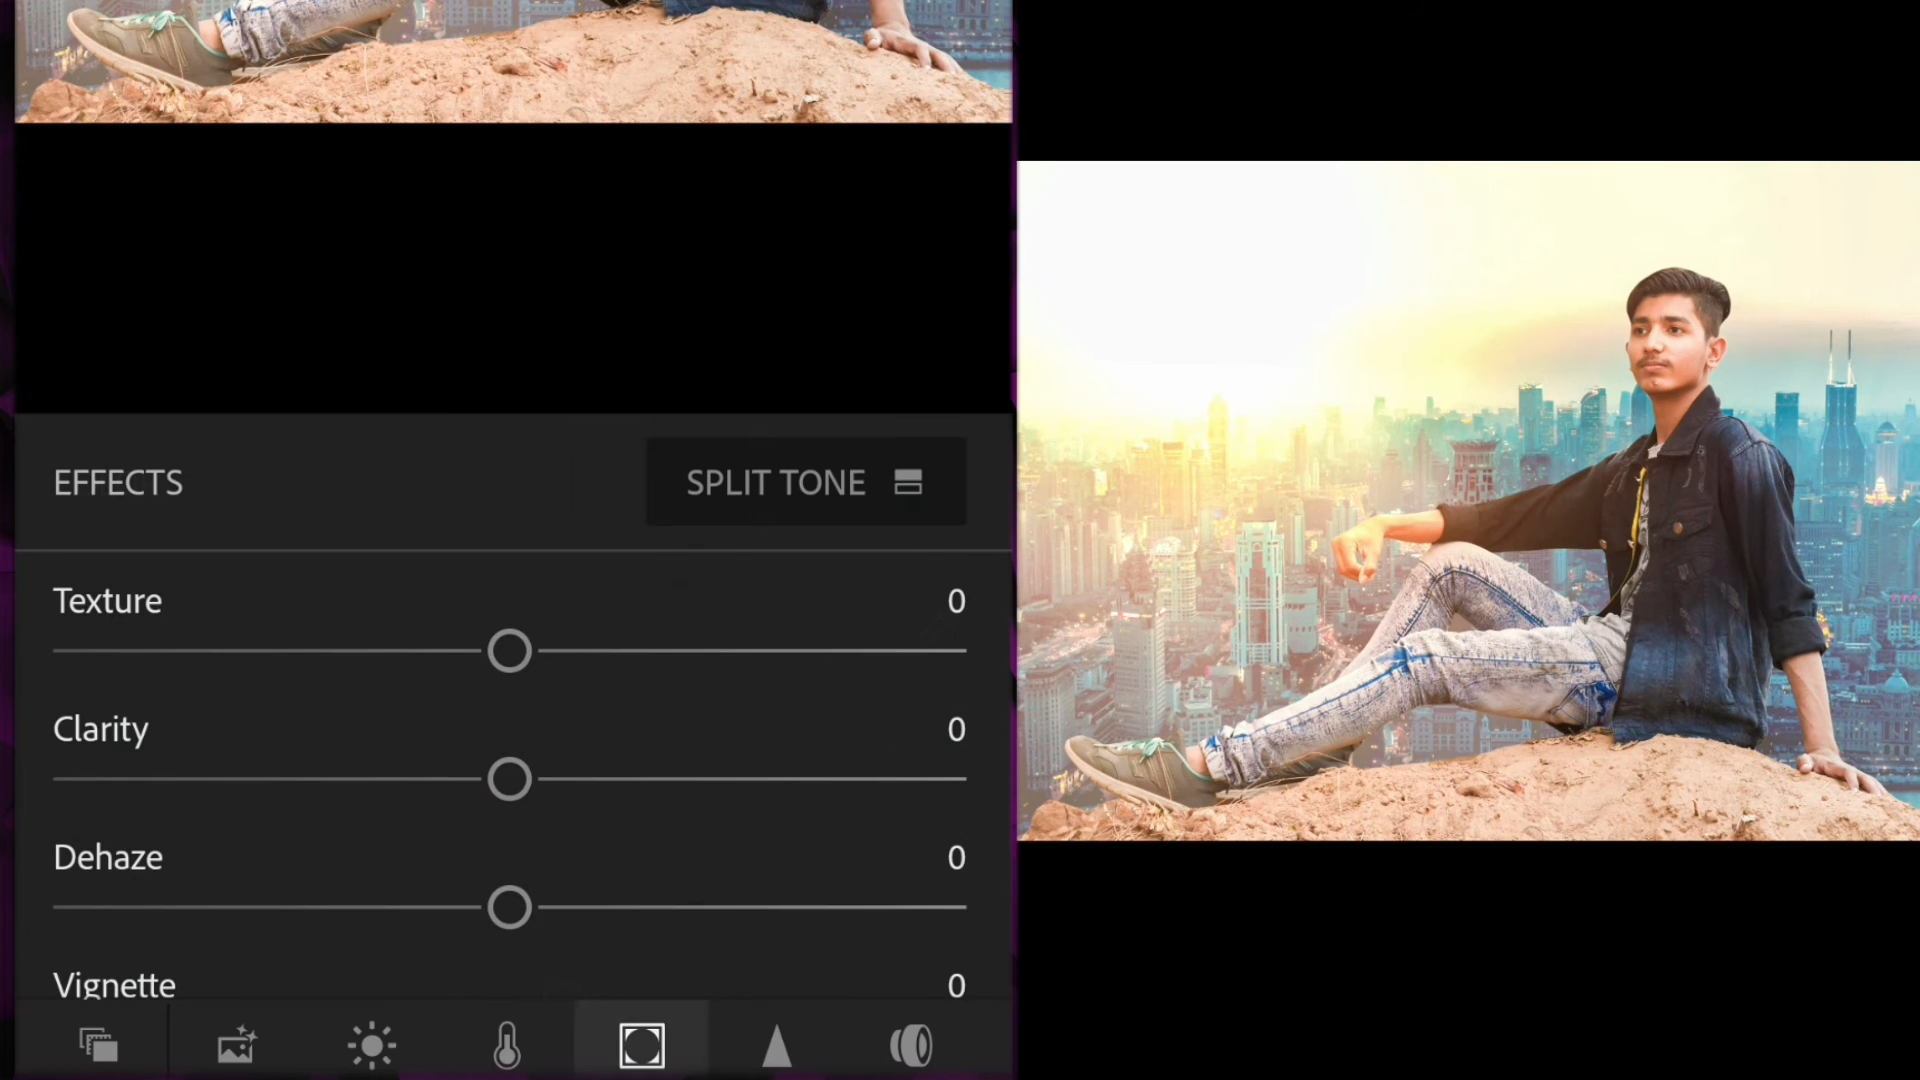 EFFECTS
SPLIT TONE
Texture 0
Clarity 0
Dehaze 0
Vignette 0